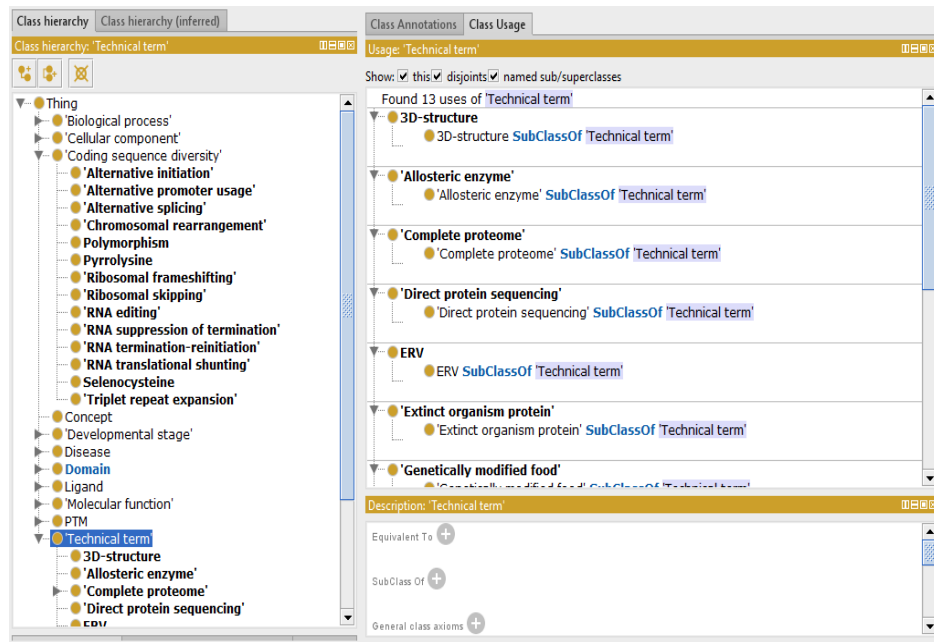 Class hierarchy Class hierarchy (inferred)
Class hierarchy: 'Technical term'
Thing
'Biological process'
'Cellular component'
'Coding sequence diversity'
'Alternative initiation'
'Alternative promoter usage'
'Alternative splicing'
'Chromosomal rearrangement'
Polymorphism
Pyrrolysine
'Ribosomal frameshifting'
'Ribosomal skipping'
'RNA editing'
'RNA suppression of termination'
'RNA termination-reinitiation'
'RNA translational shunting'
Selenocysteine
'Triplet repeat expansion'
Concept
'Developmental stage'
Disease
Domain
Ligand
'Molecular function'
PTM
'Technical term'
3D-structure
'Allosteric enzyme'
'Complete proteome'
'Direct protein sequencing'
ERV
Class Annotations Class Usage
Usage: 'Technical term'
Show: this disjoints named sub/superclasses
Found 13 uses of 'Technical term'
3D-structure
3D-structure SubClassOf 'Technical term'
'Allosteric enzyme'
'Allosteric enzyme' SubClassOf 'Technical term'
'Complete proteome'
'Complete proteome' SubClassOf 'Technical term'
'Direct protein sequencing'
'Direct protein sequencing' SubClassOf 'Technical term'
ERV
ERV SubClassOf 'Technical term'
'Extinct organism protein'
'Extinct organism protein' SubClassOf 'Technical term'
'Genetically modified food'
'Genetically modified food' SubClassOf 'Technical term'
Description: 'Technical term'
Equivalent To
SubClass Of
General class axioms